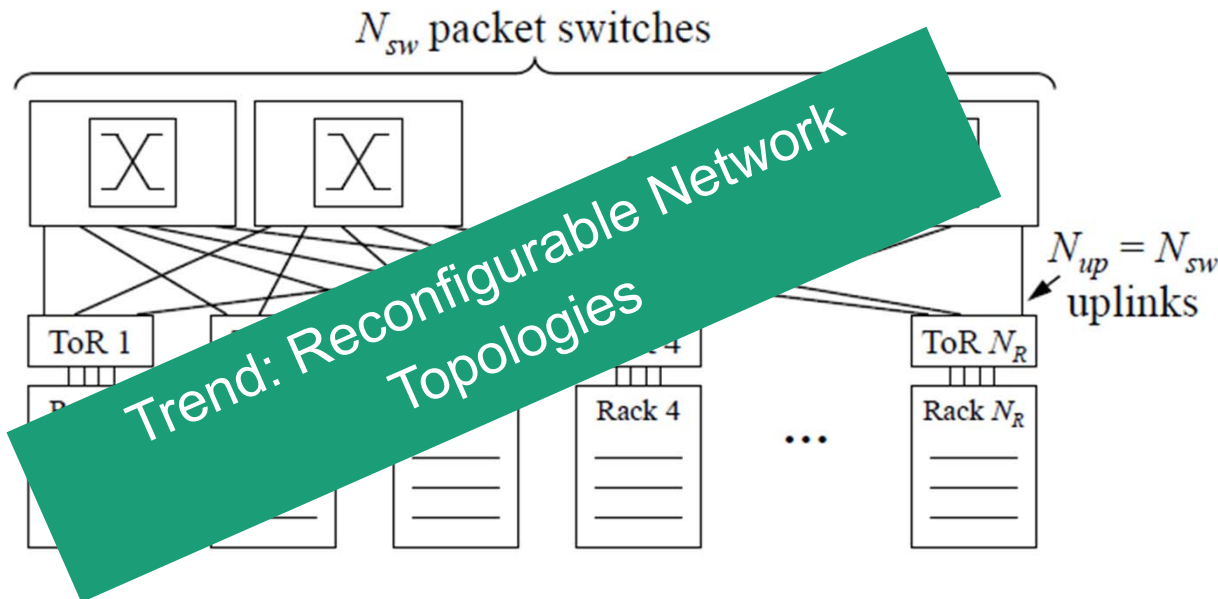 N_sw packet switches
Trend: Reconfigurable Network
Topologies
N_up = N_sw
uplinks
ToR 1
4
ToR N_R
Rack 4
...
Rack N_R